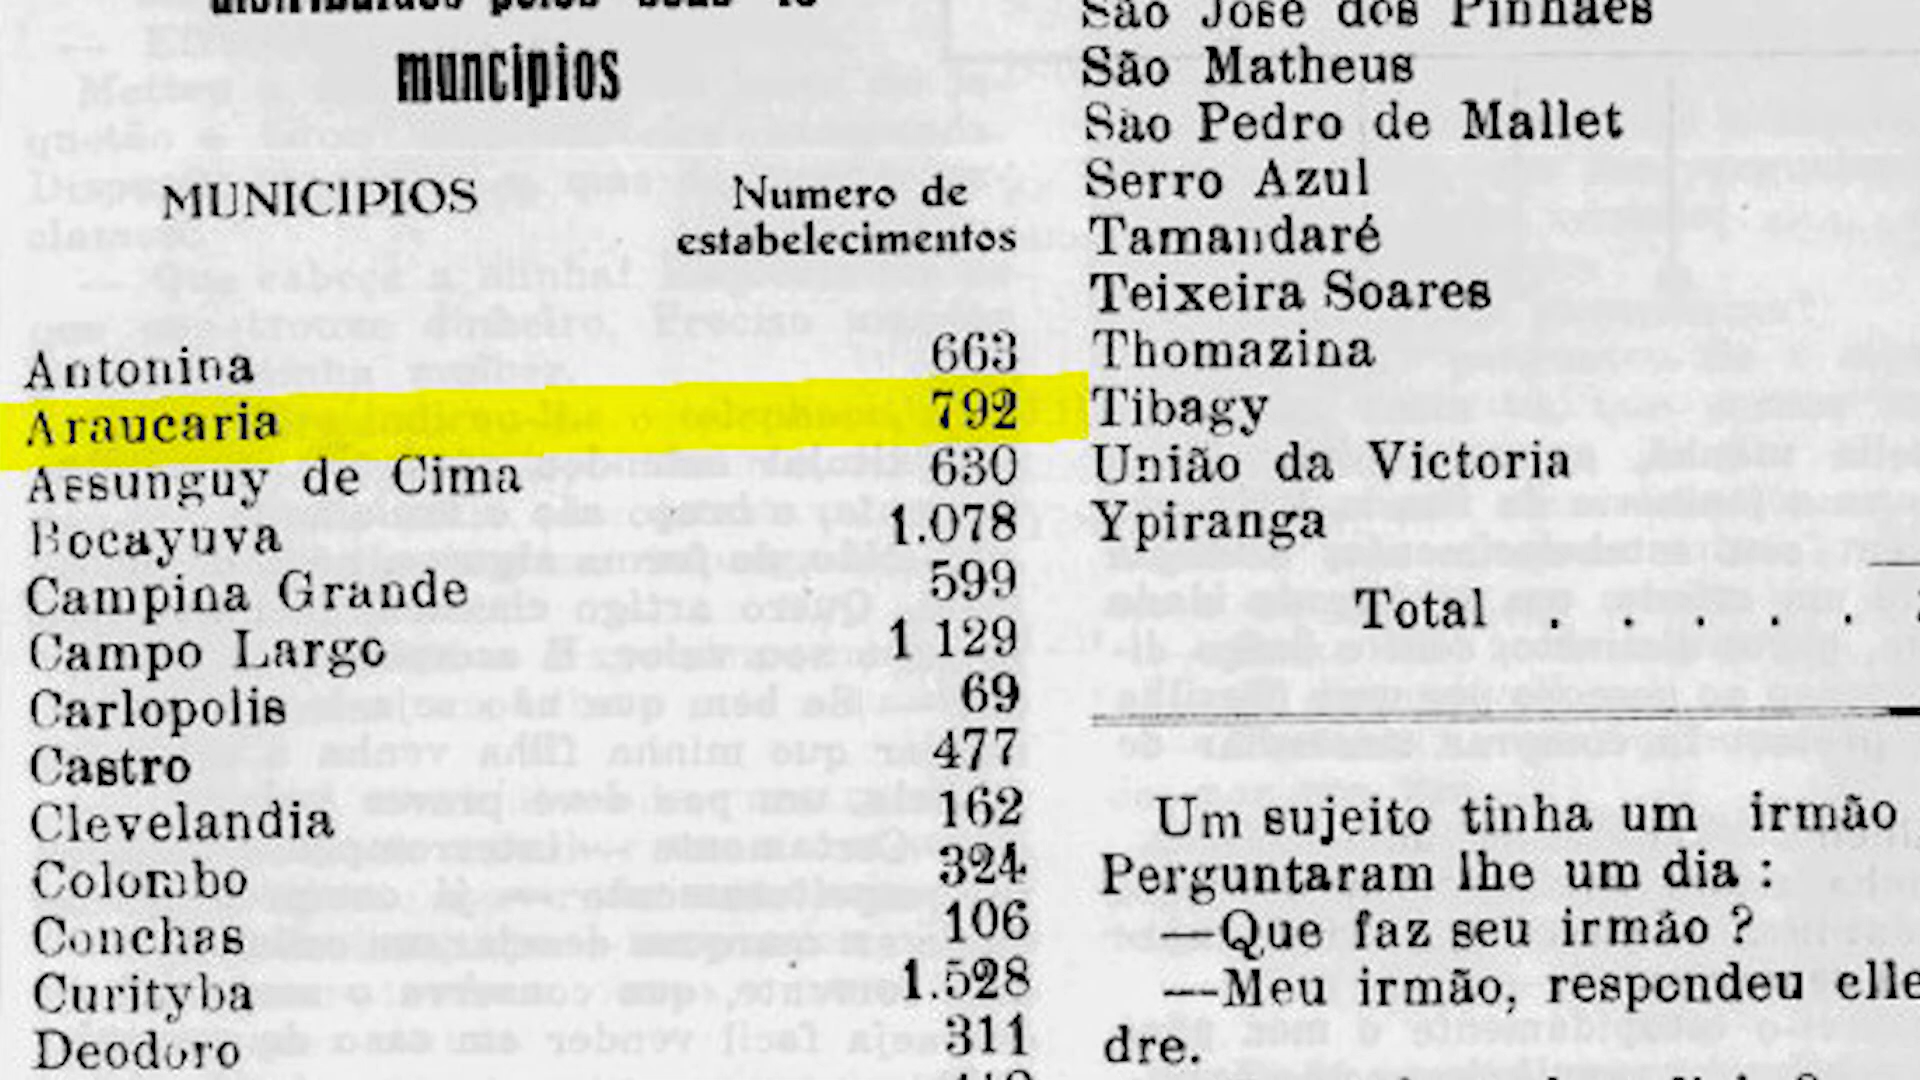 muncipios
MUNICIPIOS
Numero de
estabelecimentos
Antonina 663
Araucaria 792
Assunguy de Cima 630
Bocayuva 1.078
Campina Grande 599
Campo Largo 1 129
Carlopolis 69
Castro 477
Clevelandia 162
Colombo 324
Conchas 106
Curityba 1.528
Deodoro 311
São José dos Pinhaes
São Matheus
São Pedro de Mallet
Serro Azul
Tamandaré
Teixeira Soares
Thomazina
Tibagy
União da Victoria
Ypiranga
Total . . . . .
Um sujeito tinha um irmão
Perguntaram lhe um dia :
—Que faz seu irmão ?
—Meu irmão, respondeu elle
dre.